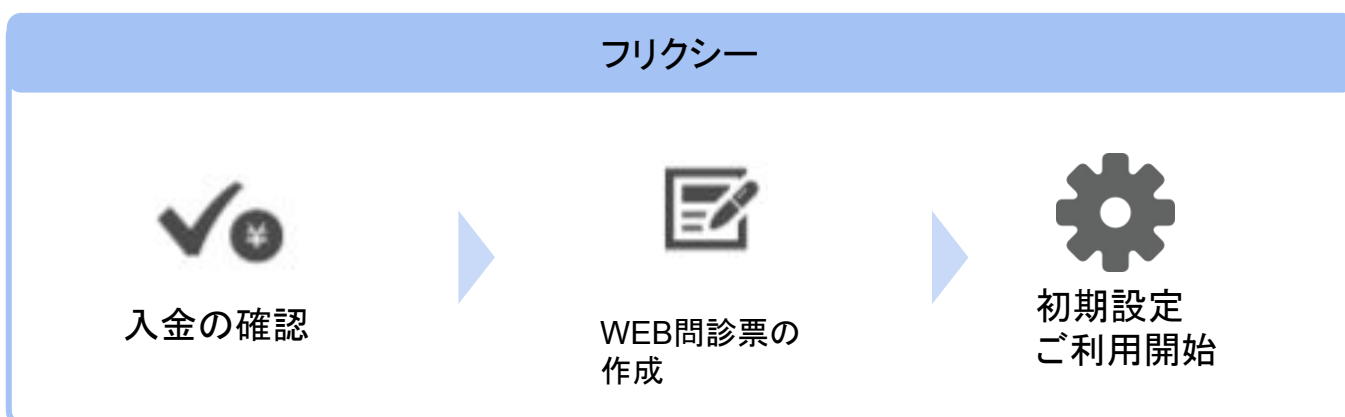 フリクシー
¥
入金の確認
WEB問診票の
作成
初期設定
ご利用開始